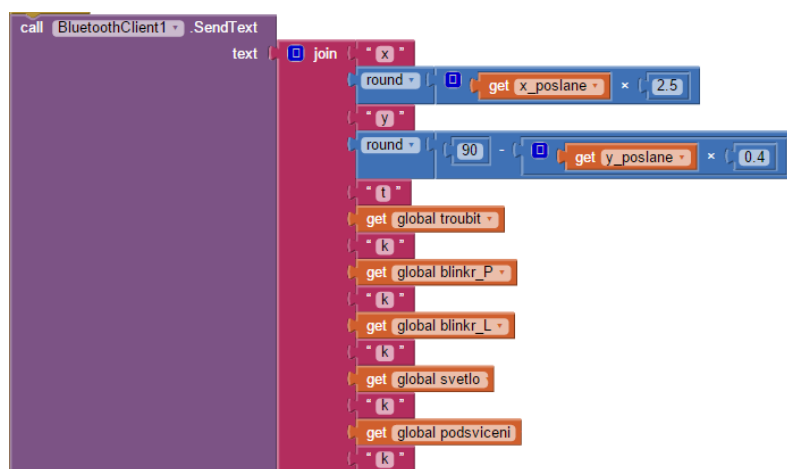 call BluetoothClient1 .SendText
text join " x "
round get x_poslane × 2.5
" y "
round 90 - get y_poslane × 0.4
" t "
get global troubit
" k "
get global blinkr_P
" k "
get global blinkr_L
" k "
get global svetlo
" k "
get global podsviceni
" k "